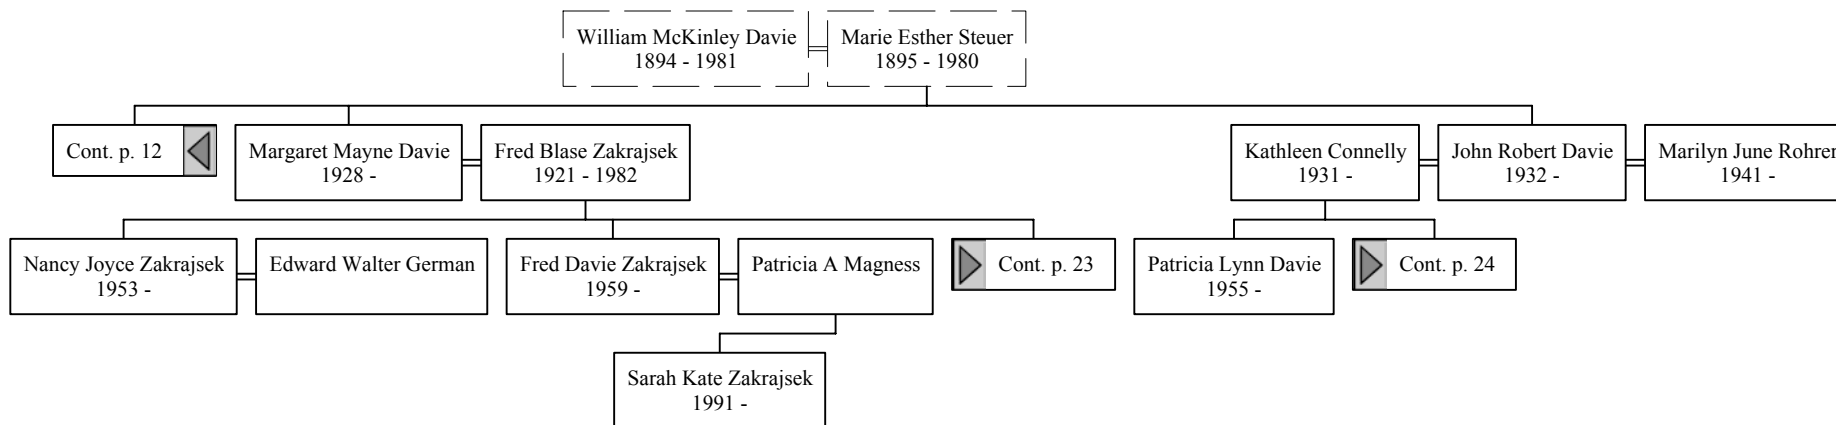 William McKinley Davie
1894 - 1981
Marie Esther Steuer
1895 - 1980
Cont. p. 12
Margaret Mayne Davie
1928 -
Fred Blase Zakrajsek
1921 - 1982
Kathleen Connelly
1931 -
John Robert Davie
1932 -
Marilyn June Rohrer
1941 -
Nancy Joyce Zakrajsek
1953 -
Edward Walter German
Fred Davie Zakrajsek
1959 -
Patricia A Magness
Cont. p. 23
Patricia Lynn Davie
1955 -
Cont. p. 24
Sarah Kate Zakrajsek
1991 -